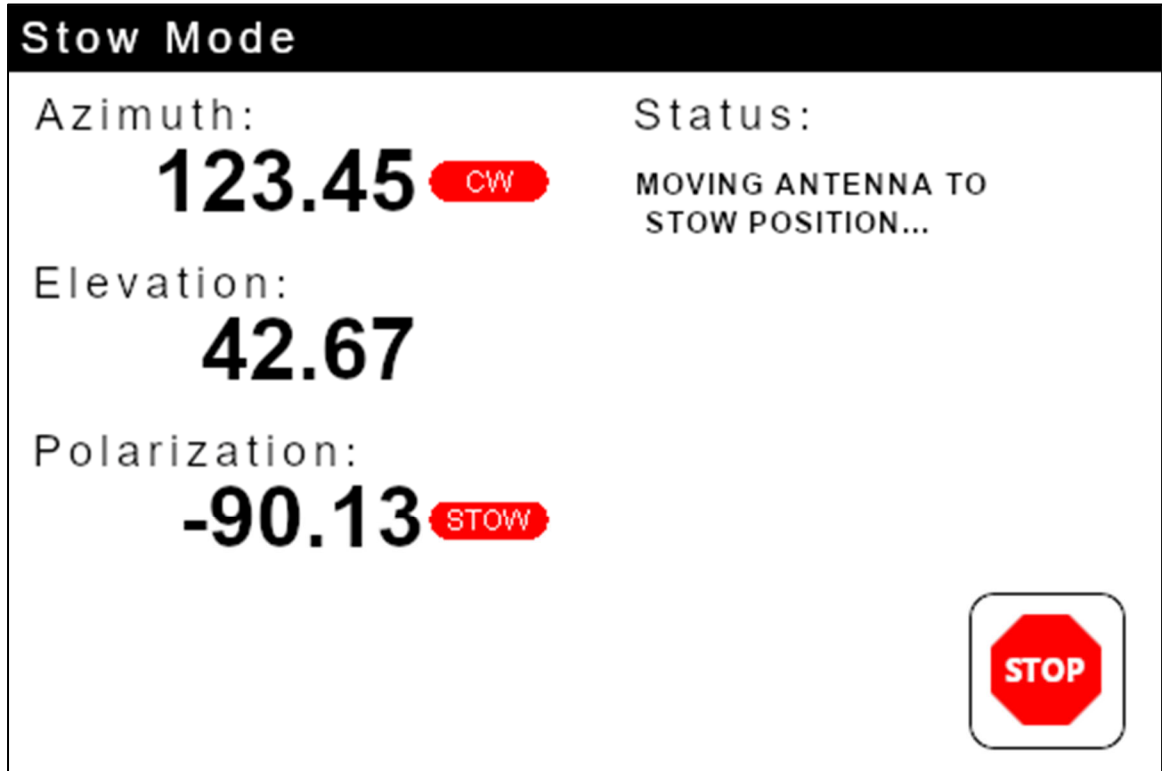 Stow Mode
Azimuth:
123.45 CW
Elevation:
42.67
Polarization:
-90.13 STOW
Status:
MOVING ANTENNA TO
STOW POSITION...
STOP